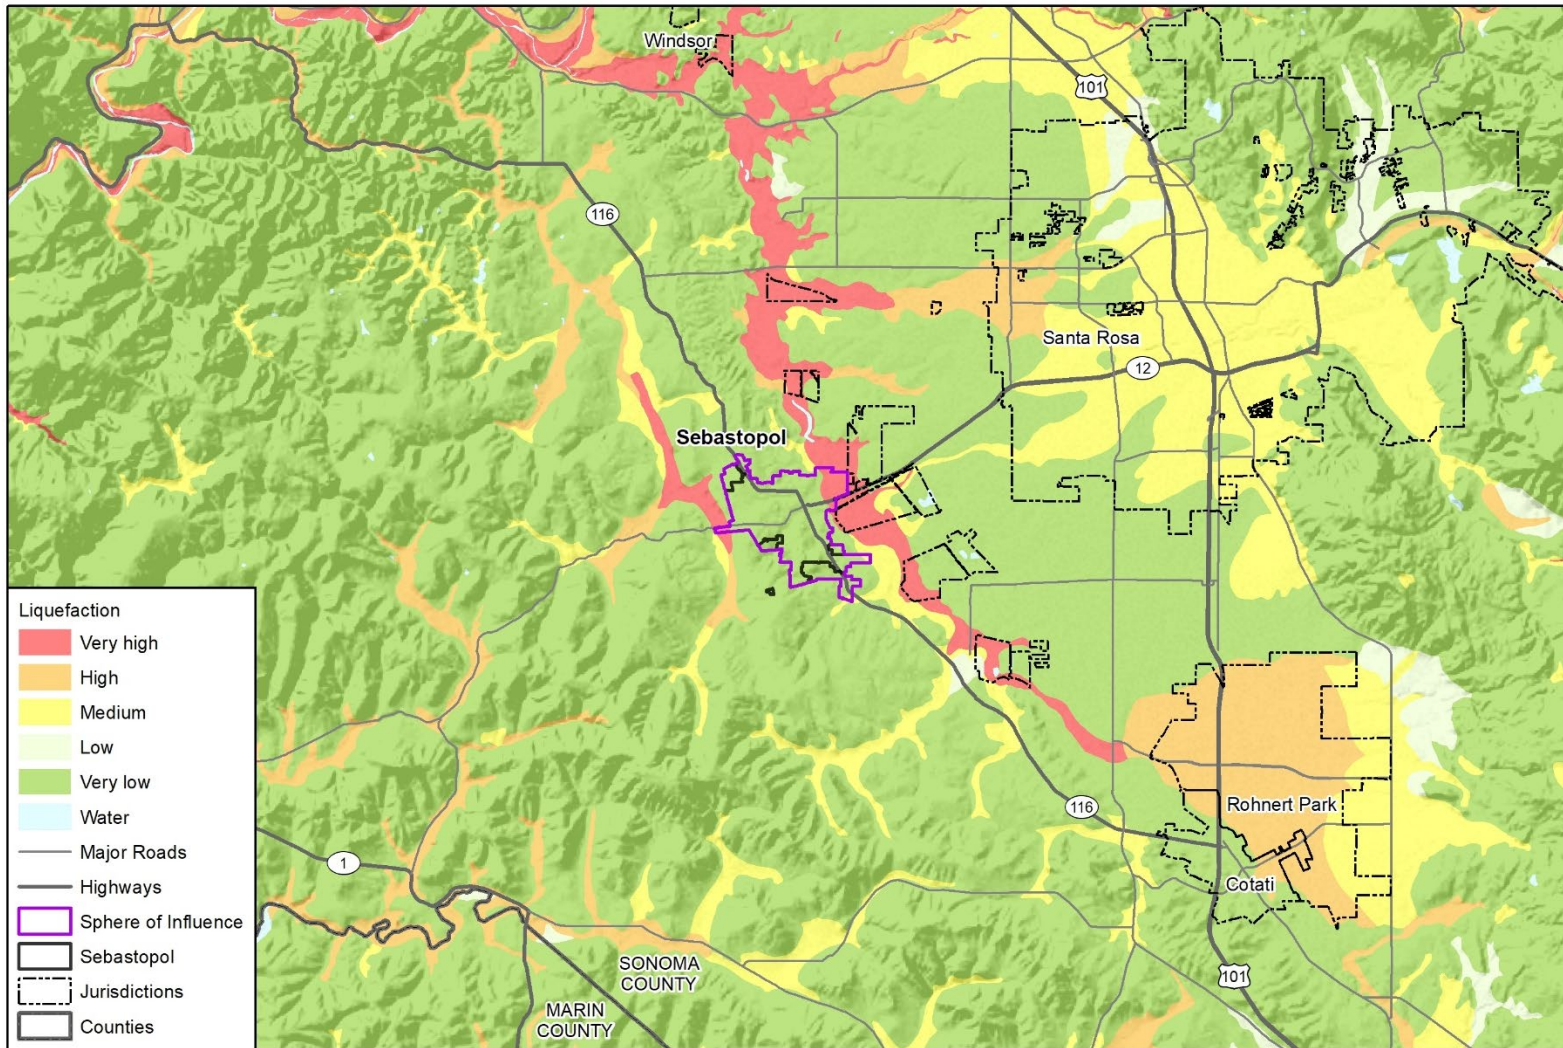 Windsor
101
116
Santa Rosa
12
Sebastopol
Liquefaction
Very high
High
Medium
Low
Very low
Water
Major Roads
Highways
Sphere of Influence
Sebastopol
Jurisdictions
Counties
116
Rohnert Park
1
Cotati
SONOMA
COUNTY
101
MARIN
COUNTY